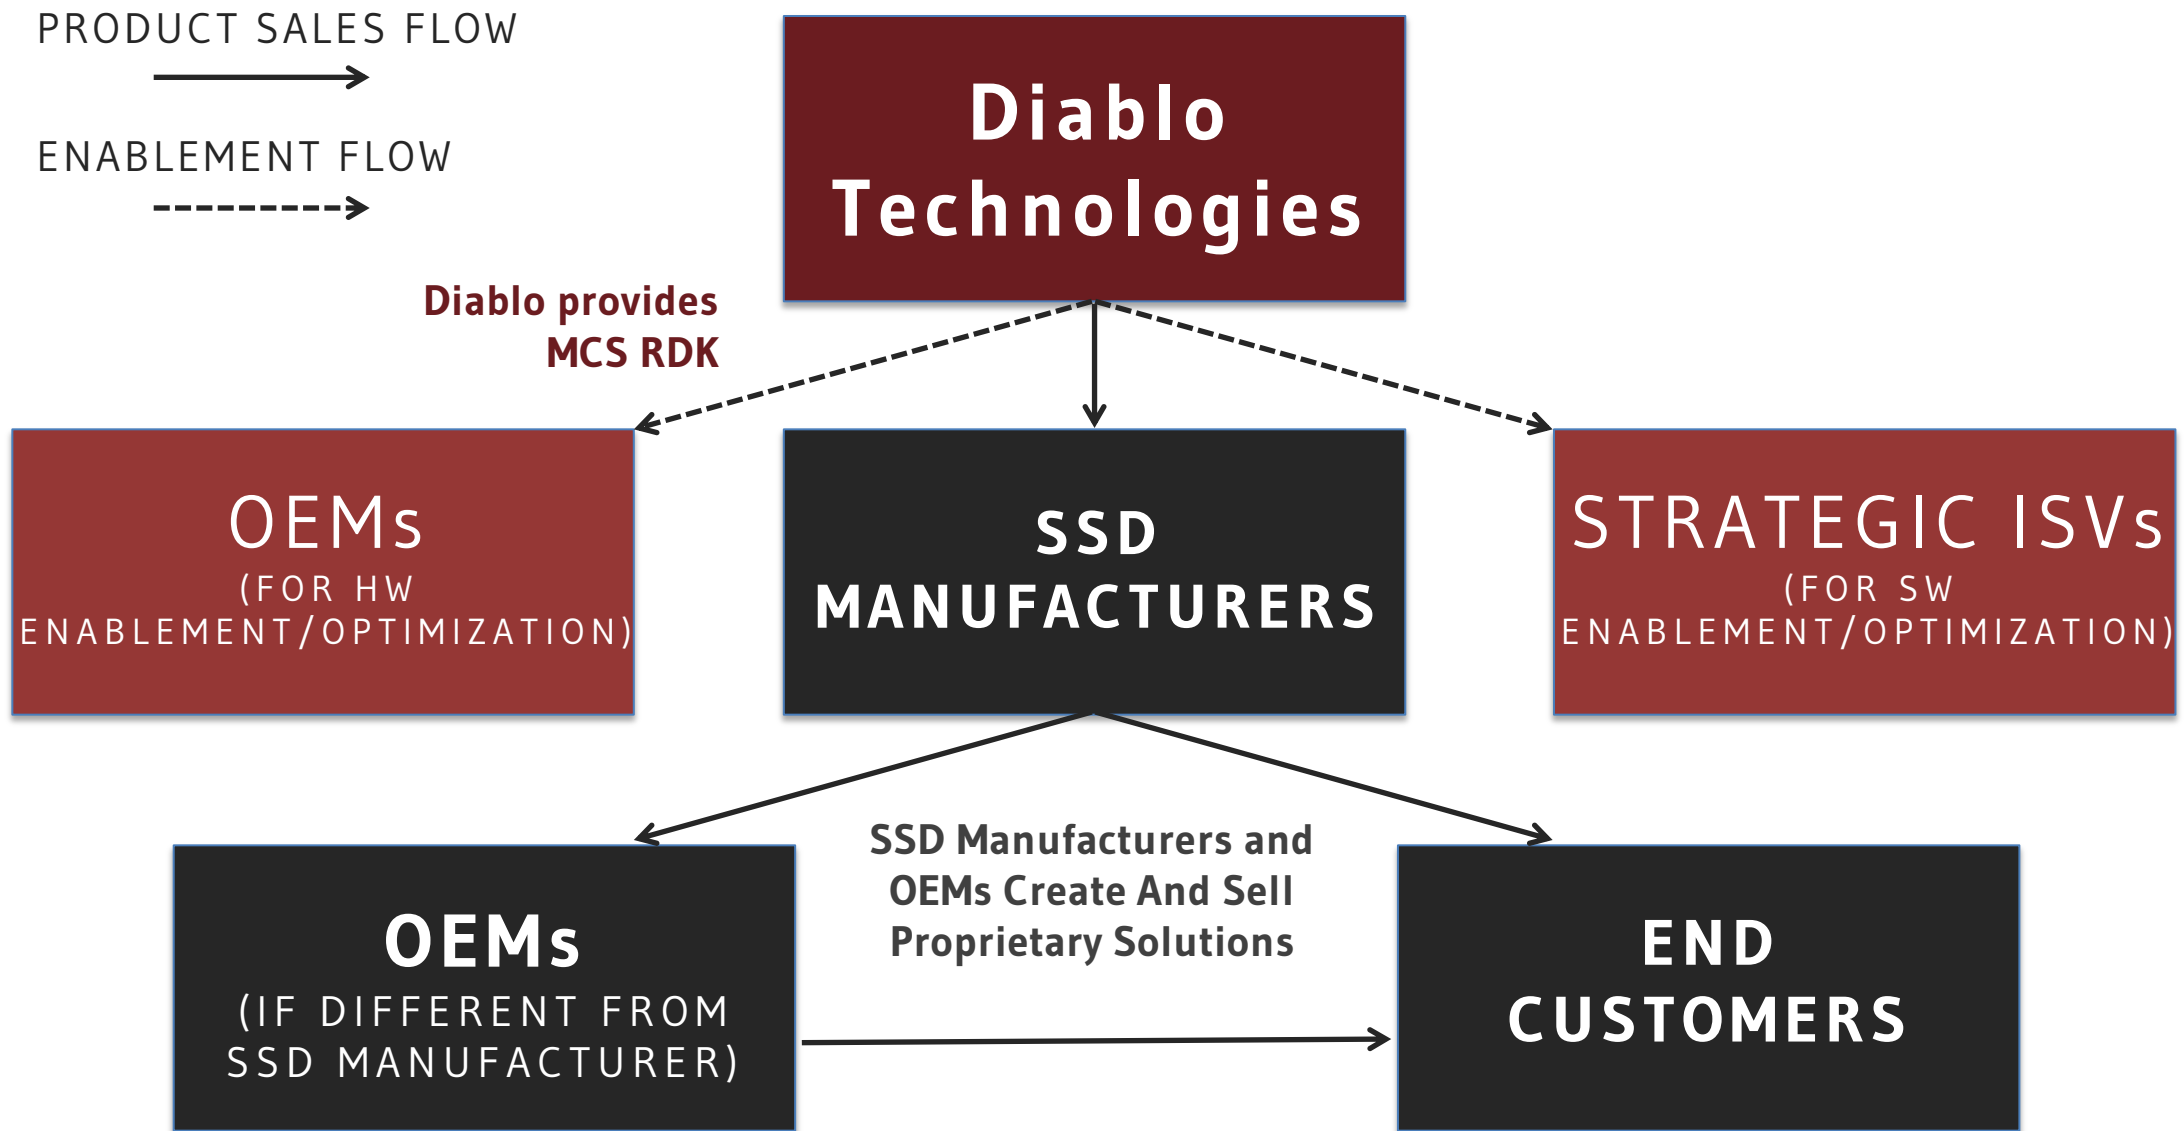 PRODUCT SALES FLOW
ENABLEMENT FLOW
Diablo
Technologies
Diablo provides
MCS RDK
OEMs
(FOR HW
ENABLEMENT/OPTIMIZATION)
SSD
MANUFACTURERS
STRATEGIC ISVs
(FOR SW
ENABLEMENT/OPTIMIZATION)
SSD Manufacturers and
OEMs Create And Sell
Proprietary Solutions
OEMs
(IF DIFFERENT FROM
SSD MANUFACTURER)
END
CUSTOMERS